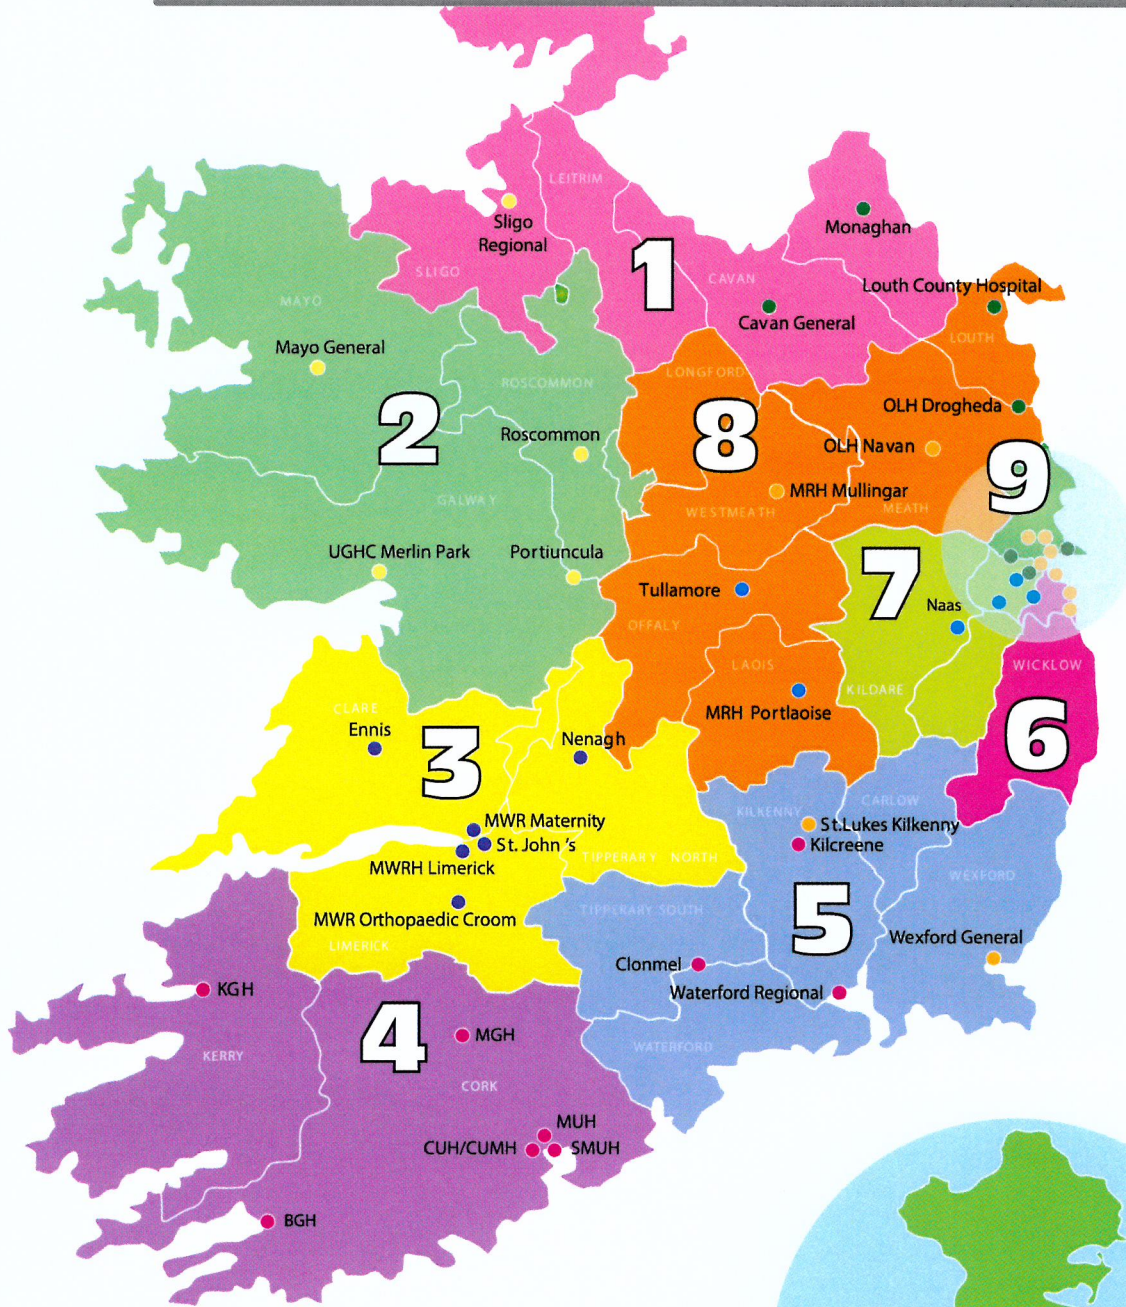 LEITRIM
Sligo
Regional
SLIGO
1
CAVAN
Monaghan
Cavan General
Louth County Hospital
LOUTH
MAYO
Mayo General
2
ROSCOMMON
Roscommon
GALWAY
UGHC Merlin Park
Portiuncula
LONGFORD
8
OLH Drogheda
OLH Navan
MRH Mullingar
WESTMEATH
MEATH
9
7
Tullamore
OFFALY
Naas
LAOIS
MRH Portlaoise
KILDARE
WICKLOW
6
CLARE
Ennis
3
Nenagh
MWR Maternity
St. John 's
MWRH Limerick
TIPPERARY NORTH
MWR Orthopaedic Croom
LIMERICK
KILKENNY
CARLOW
St.Lukes Kilkenny
Kilcreene
WEXFORD
TIPPERARY SOUTH
5
Wexford General
Clonmel
Waterford Regional
WATERFORD
KGH
4
MGH
KERRY
CORK
MUH
CUH/CUMH
SMUH
BGH